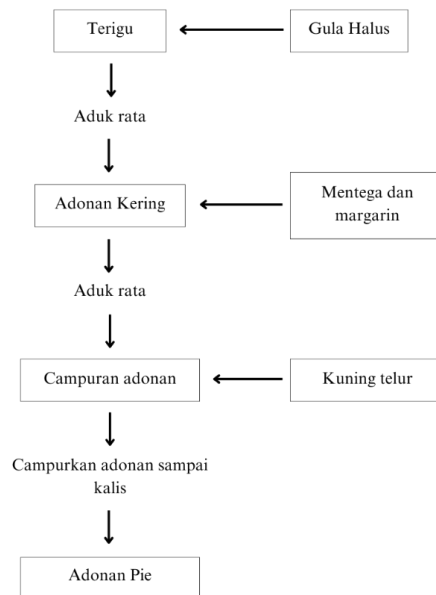 Terigu
Gula Halus
Aduk rata
Adonan Kering
Mentega dan
margarin
Aduk rata
Campuran adonan
Kuning telur
Campurkan adonan sampai
kalis
Adonan Pie